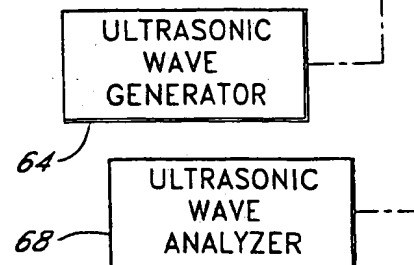 ULTRASONIC
WAVE
GENERATOR
64
ULTRASONIC
WAVE
ANALYZER
68